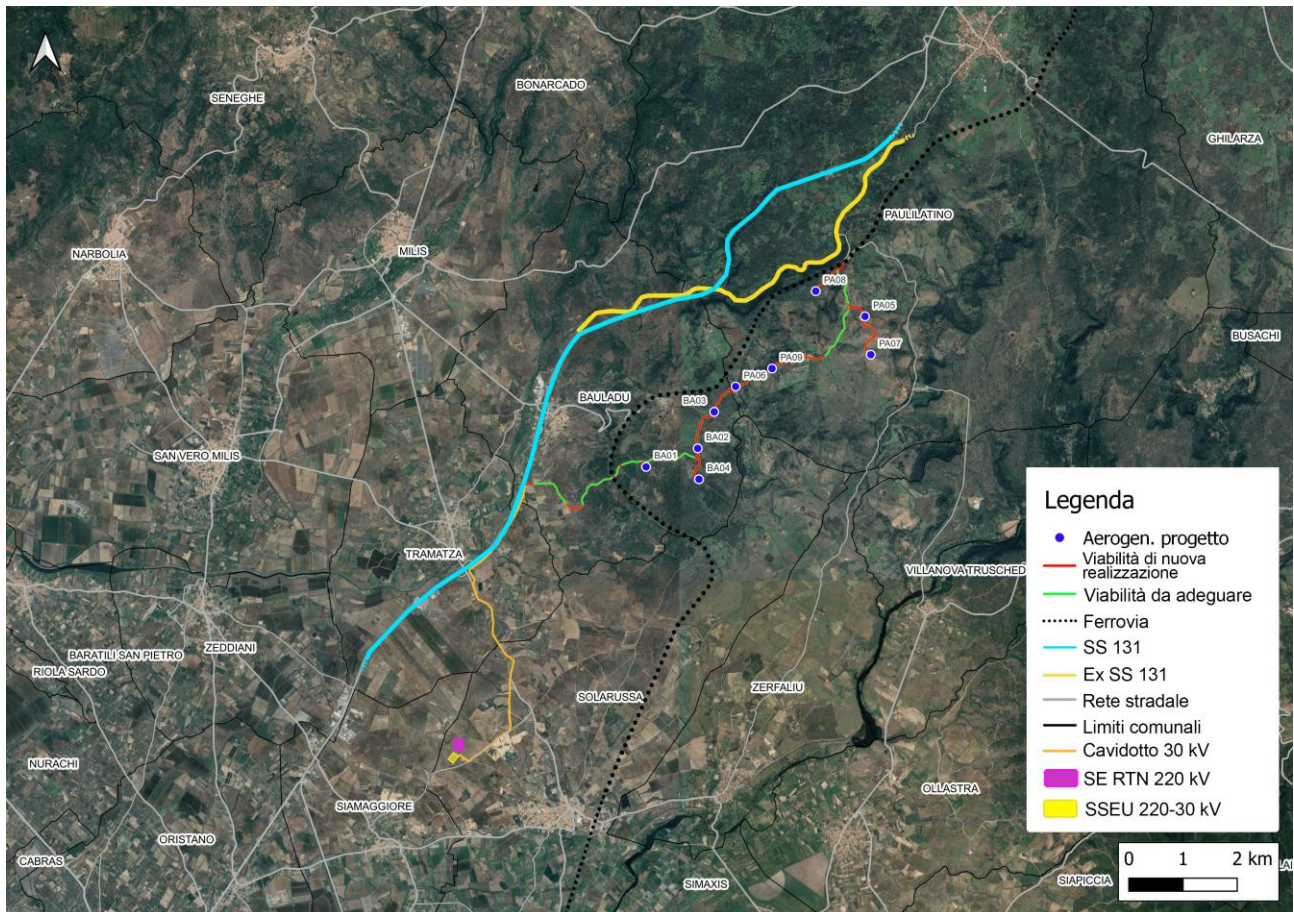 BONARCADO
SENEGHE
GHILARZA
PAULILATINO
NARBOLIA
MILIS
PA08
PA05
BUSACHI
PA07
PA09
PA06
BAULADU
BA03
BA02
SAN VERO MILIS
BA01
BA04
TRAMATZA
VILLANOVA TRUSCHED
ZEDDIANI
BARATILI SAN PIETRO
RIOLA SARDO
SOLARUSSA
ZERFALIU
NURACHI
OLLASTRA
SIAMAGGIORE
ORISTANO
CABRAS
SIMAXIS
SIAPICCIA
Legenda
Aerogen. progetto
Viabilità di nuova
realizzazione
Viabilità da adeguare
Ferrovia
SS 131
Ex SS 131
Rete stradale
Limiti comunali
Cavidotto 30 kV
SE RTN 220 kV
SSEU 220-30 kV
0 1 2 km